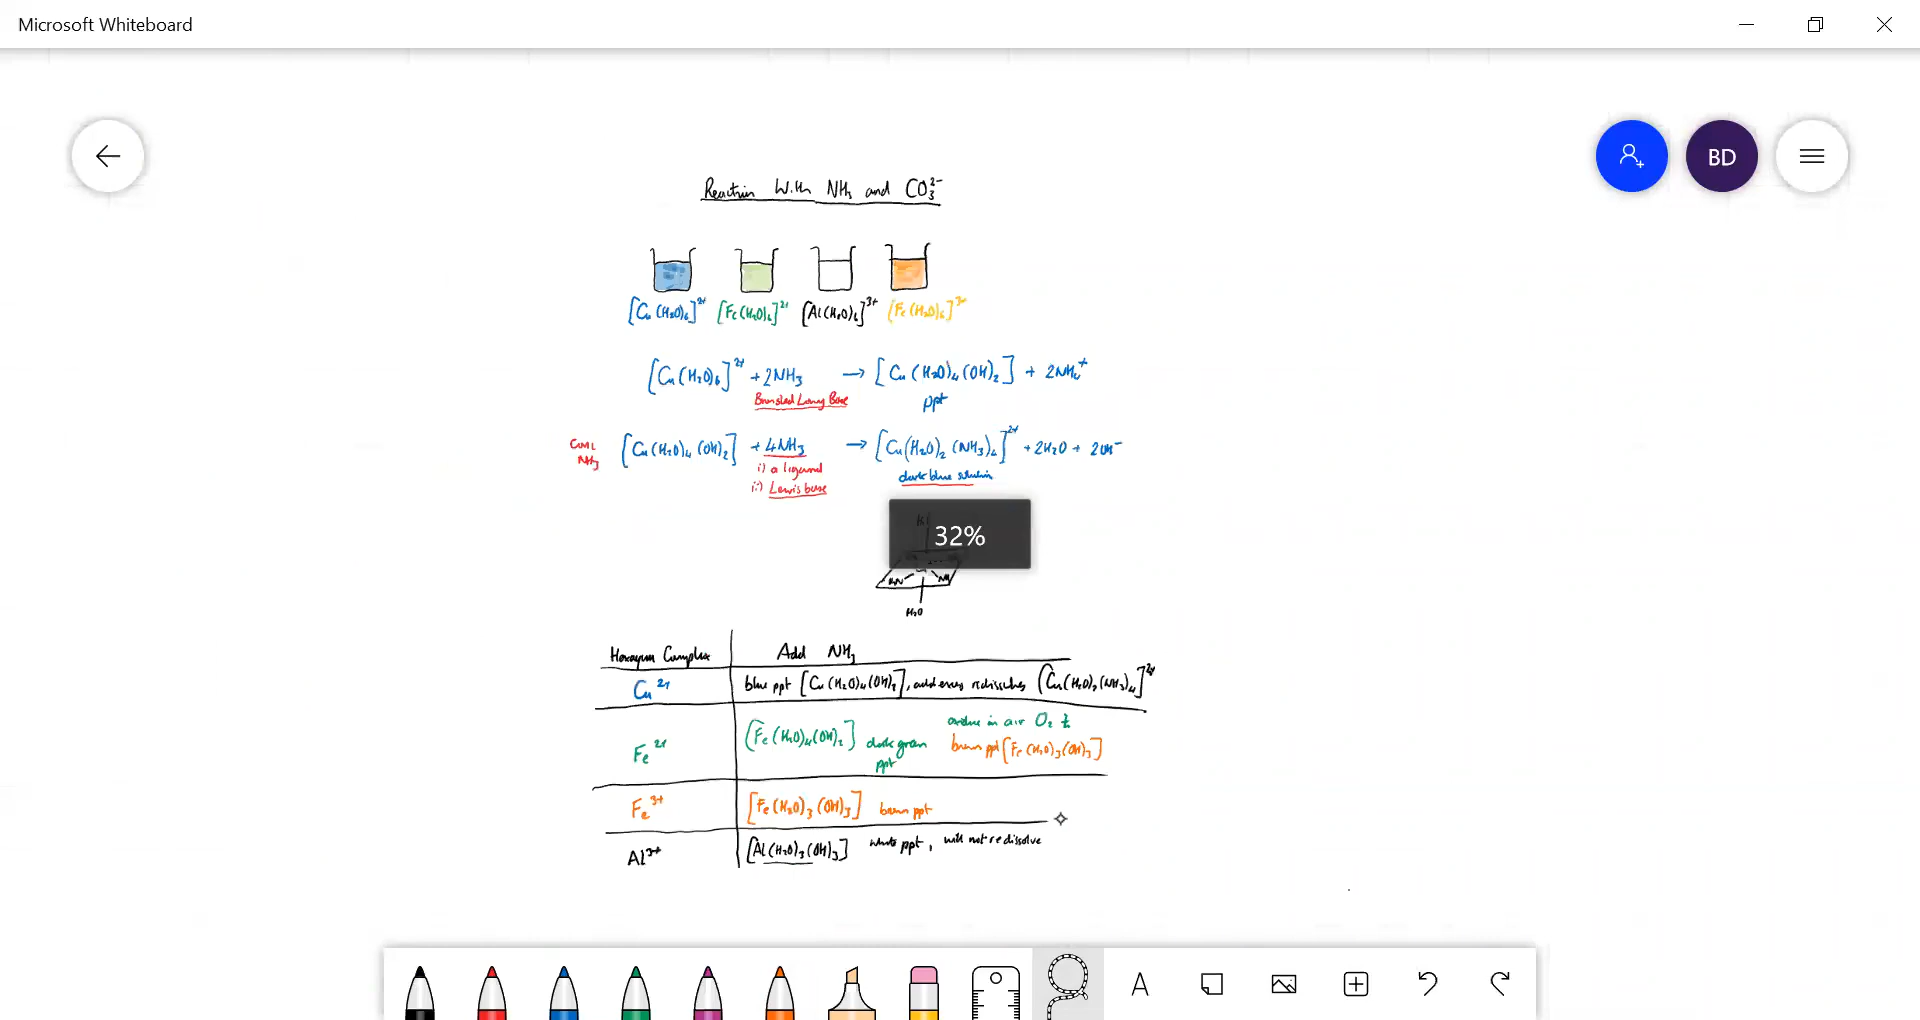 Microsoft Whiteboard
BD
Reaction With NH₃ and CO₃²⁻
[Cu(H₂O)₆]²⁺ [Fe(H₂O)₆]²⁺ [Al(H₂O)₆]³⁺ [Fe(H₂O)₆]³⁺
[Cu(H₂O)₆]²⁺ + 2NH₃ → [Cu(H₂O)₄(OH)₂] + 2NH₄⁺
Bronsted Lowry Base ppt
[Cu(H₂O)₄(OH)₂] + 4NH₃ → [Cu(H₂O)₂(NH₃)₄]²⁺ + 2H₂O + 2OH⁻
NH₃
i) a ligand
ii) Lewis base
dark blue solution
32%
H₂O
Hexaqua Complex Add NH₃
Cu²⁺ blue ppt [Cu(H₂O)₄(OH)₂], redissolves [Cu(H₂O)₂(NH₃)₄]²⁺
Fe²⁺ [Fe(H₂O)₄(OH)₂] dark green ppt
in air O₂
brown ppt [Fe(H₂O)₃(OH)₃]
Fe³⁺ [Fe(H₂O)₃(OH)₃] brown ppt
Al³⁺ [Al(H₂O)₃(OH)₃] white ppt, will not redissolve
A